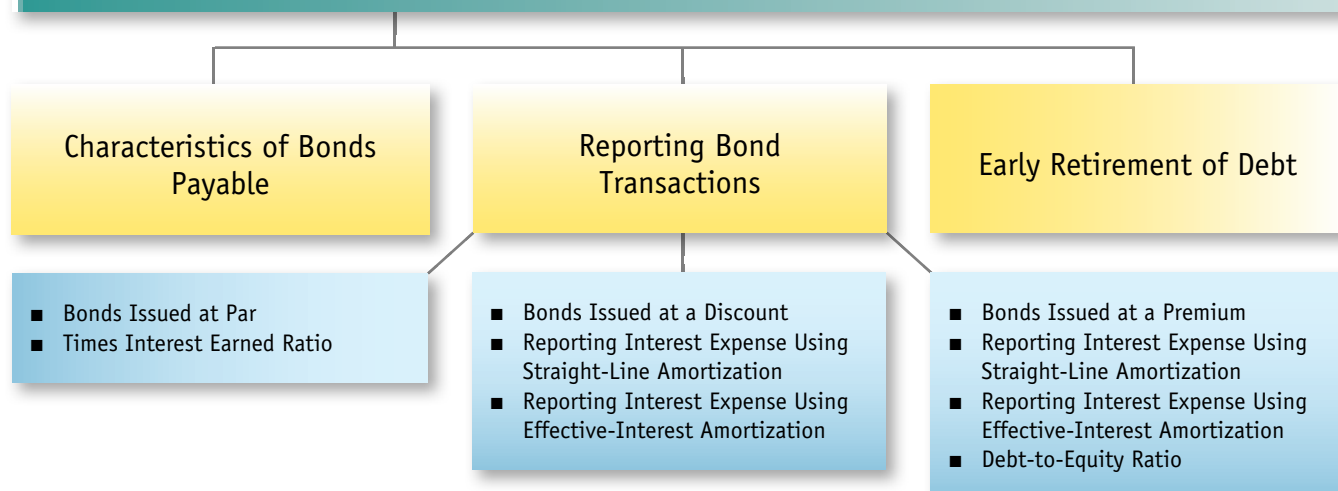 Characteristics of Bonds
Payable
Reporting Bond
Transactions
Early Retirement of Debt
■ Bonds Issued at Par
■ Times Interest Earned Ratio
■ Bonds Issued at a Discount
■ Reporting Interest Expense Using
Straight-Line Amortization
■ Reporting Interest Expense Using
Effective-Interest Amortization
■ Bonds Issued at a Premium
■ Reporting Interest Expense Using
Straight-Line Amortization
■ Reporting Interest Expense Using
Effective-Interest Amortization
■ Debt-to-Equity Ratio